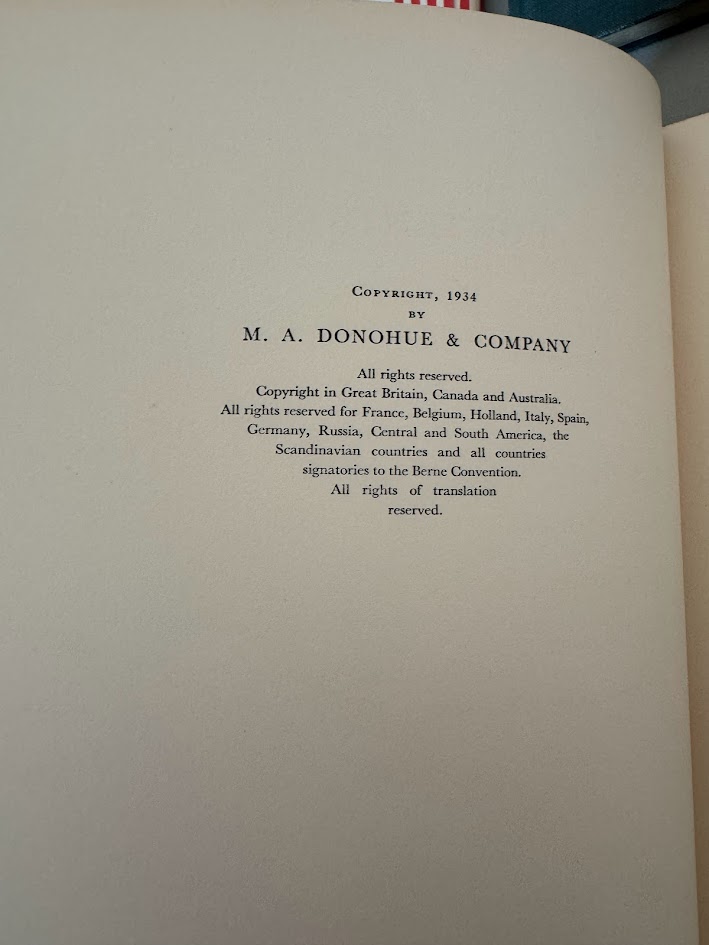 COPYRIGHT, 1934
BY
M. A. DONOHUE & COMPANY
All rights reserved.
Copyright in Great Britain, Canada and Australia.
All rights reserved for France, Belgium, Holland, Italy, Spain,
Germany, Russia, Central and South America, the
Scandinavian countries and all countries
signatories to the Berne Convention.
All rights of translation
reserved.